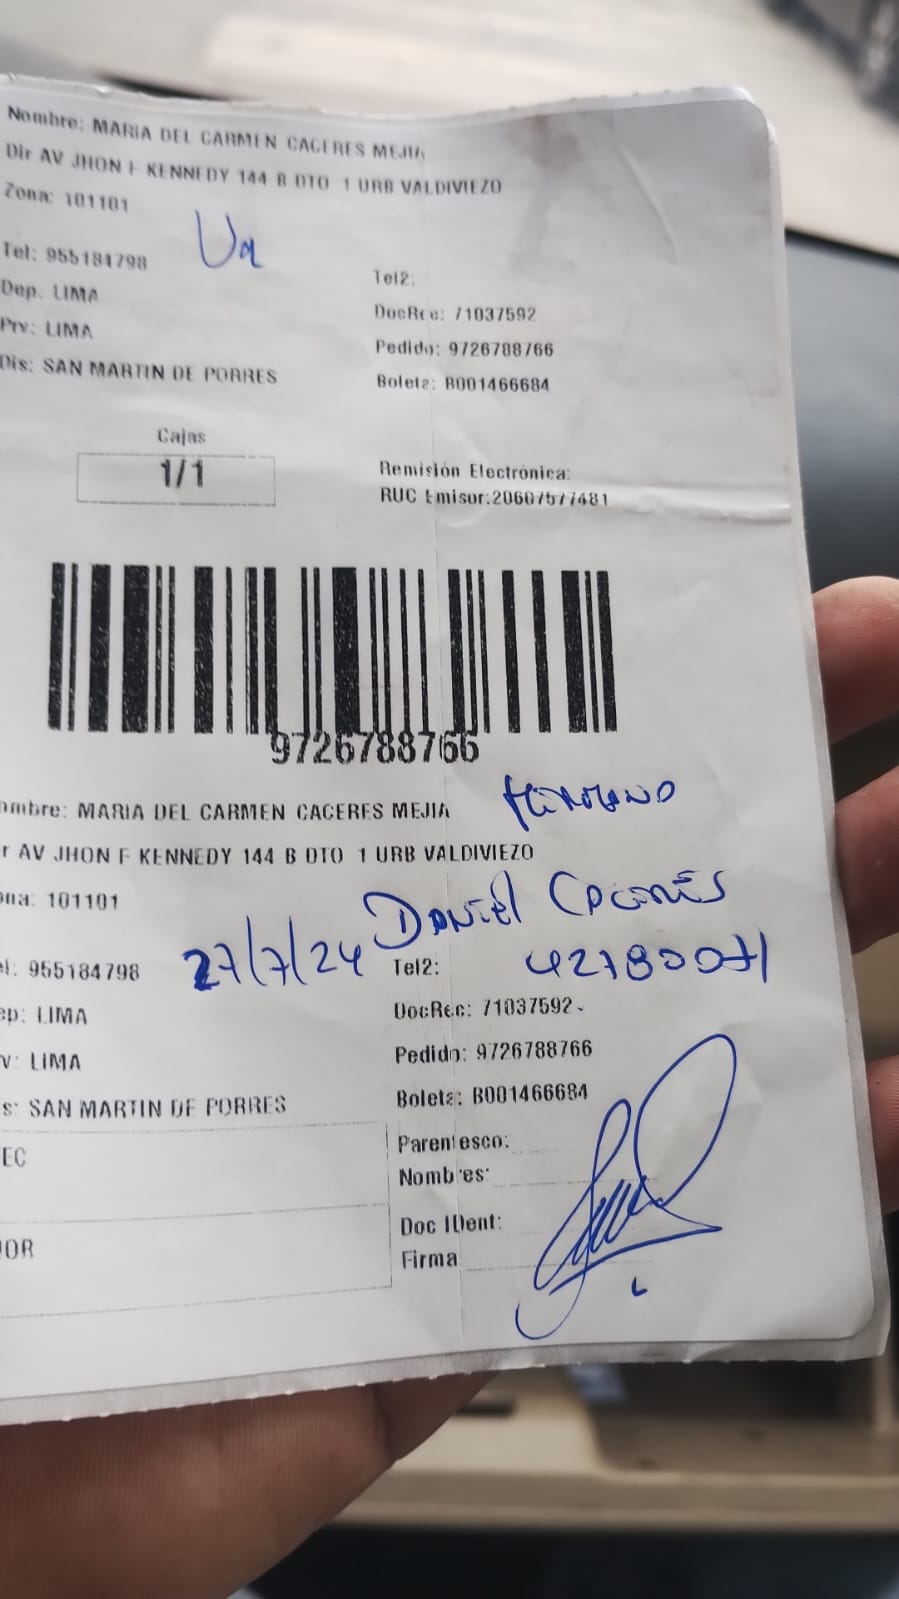 Nombre: MARIA DEL CARMEN CACERES MEJIA
Dir AV JHON F KENNEDY 144 B DTO 1 URB VALDIVIEZO
Zona: 101101
Tel: 955184798
Tel2:
Dep. LIMA
DocRec: 71037592
Prv: LIMA
Pedido: 9726788766
Dis: SAN MARTIN DE PORRES
Boleta: B001466684
Cajas
1/1
Remisión Electrónica:
RUC Emisor:20607577481
9726788766
ombre: MARIA DEL CARMEN CACERES MEJIA
HERMANO
r AV JHON F KENNEDY 144 B DTO 1 URB VALDIVIEZO
ona: 101101
DANIEL CACERES
27/7/24
el: 955184798
Tel2:
42780071
ep: LIMA
DocRec: 71037592
v: LIMA
Pedido: 9726788766
s: SAN MARTIN DE PORRES
Boleta: B001466684
EC
Parentesco:
Nombres:
Doc IDent:
OR
Firma